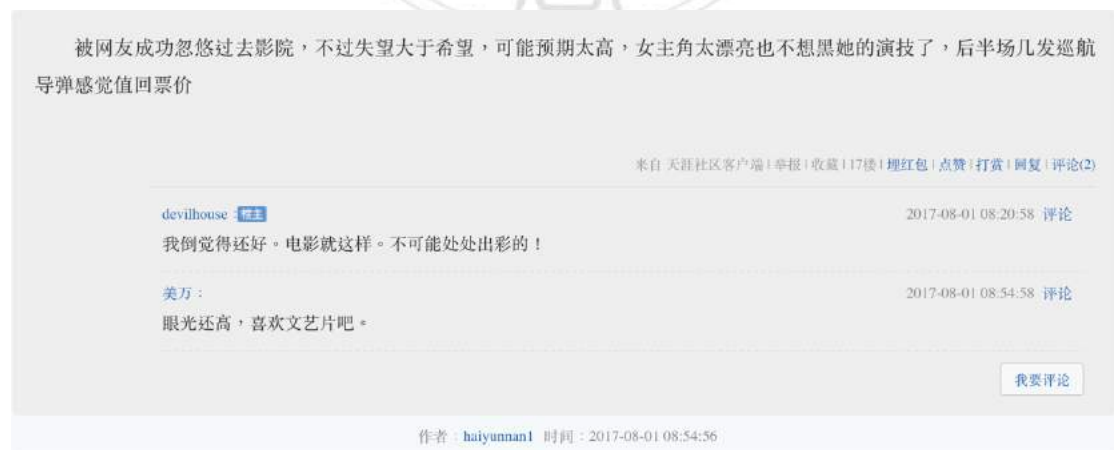 被网友成功忽悠过去影院，不过失望大于希望，可能预期太高，女主角太漂亮也不想黑她的演技了，后半场几发巡航
导弹感觉值回票价
来自 天涯社区客户端 | 举报 | 收藏 | 17楼 | 埋红包 | 点赞 | 打赏 | 回复 | 评论(2)
devilhouse：楼主 2017-08-01 08:20:58 评论
我倒觉得还好。电影就这样。不可能处处出彩的！
美万： 2017-08-01 08:54:58 评论
眼光还高，喜欢文艺片吧。
我要评论
作者：haiyunnan1 时间：2017-08-01 08:54:56